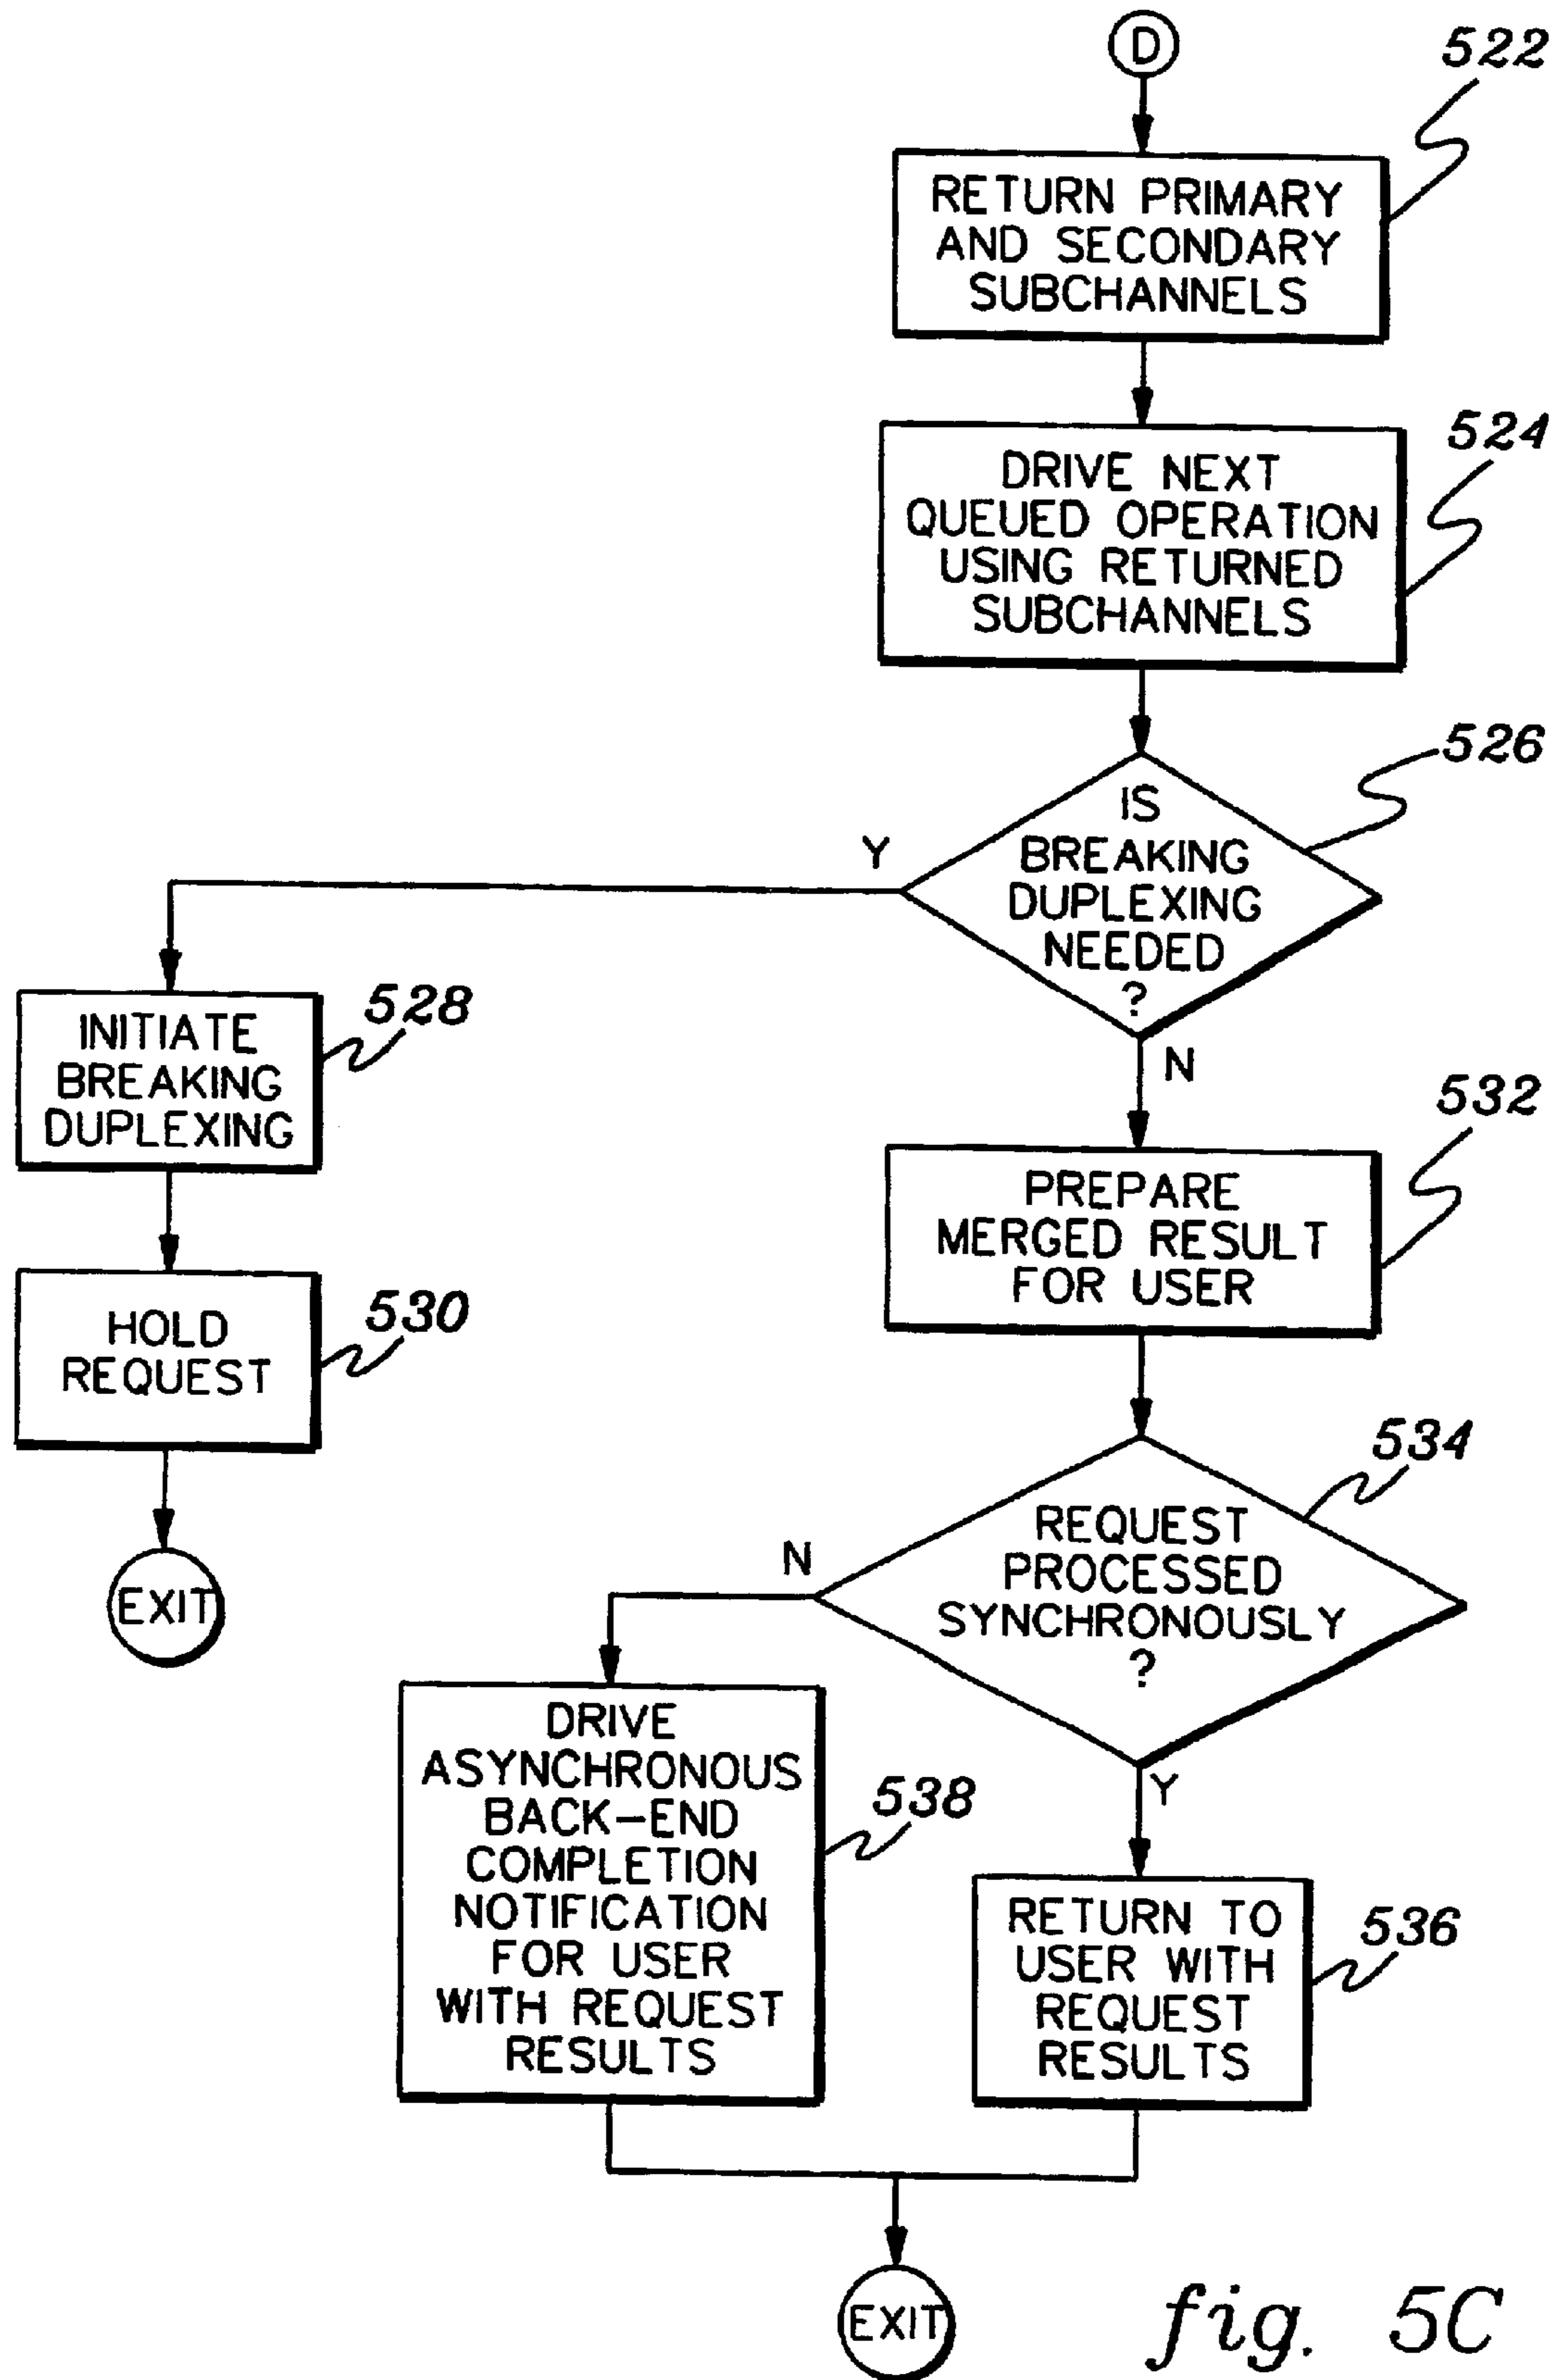 D
522
RETURN PRIMARY
AND SECONDARY
SUBCHANNELS
524
DRIVE NEXT
QUEUED OPERATION
USING RETURNED
SUBCHANNELS
526
IS
BREAKING
DUPLEXING
NEEDED
?
Y
N
528
INITIATE
BREAKING
DUPLEXING
530
HOLD
REQUEST
EXIT
532
PREPARE
MERGED RESULT
FOR USER
534
REQUEST
PROCESSED
SYNCHRONOUSLY
?
N
Y
538
DRIVE
ASYNCHRONOUS
BACK-END
COMPLETION
NOTIFICATION
FOR USER
WITH REQUEST
RESULTS
536
RETURN TO
USER WITH
REQUEST
RESULTS
EXIT
fig. 5C